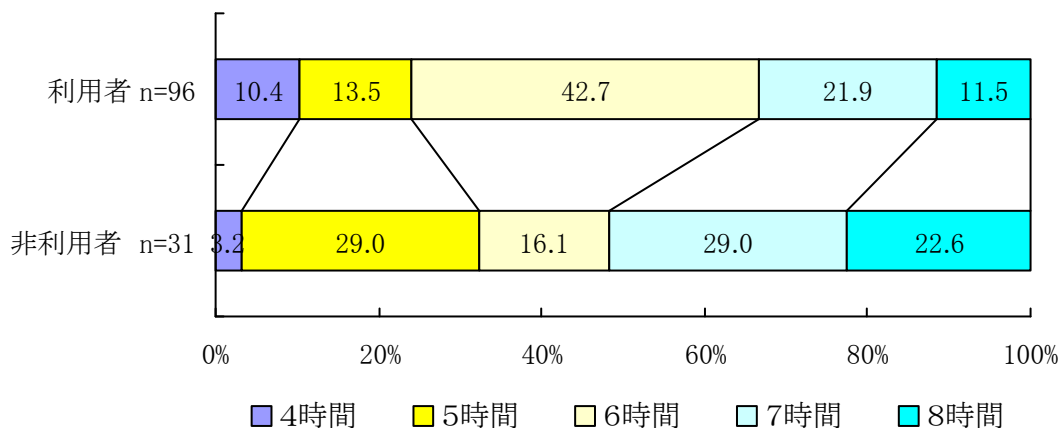 利用者 n=96 10.4 13.5 42.7 21.9 11.5
非利用者 n=31 3.2 29.0 16.1 29.0 22.6
0% 20% 40% 60% 80% 100%
4時間 5時間 6時間 7時間 8時間